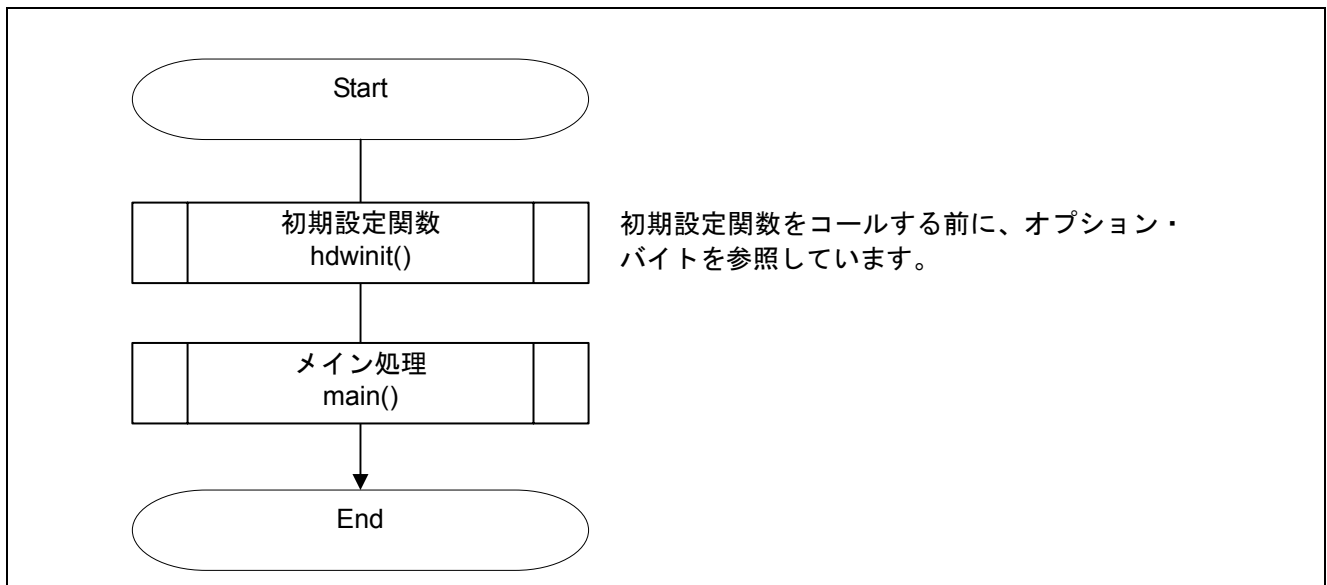 Start
初期設定関数
hdwinit()
初期設定関数をコールする前に、オプション・
バイトを参照しています。
メイン処理
main()
End